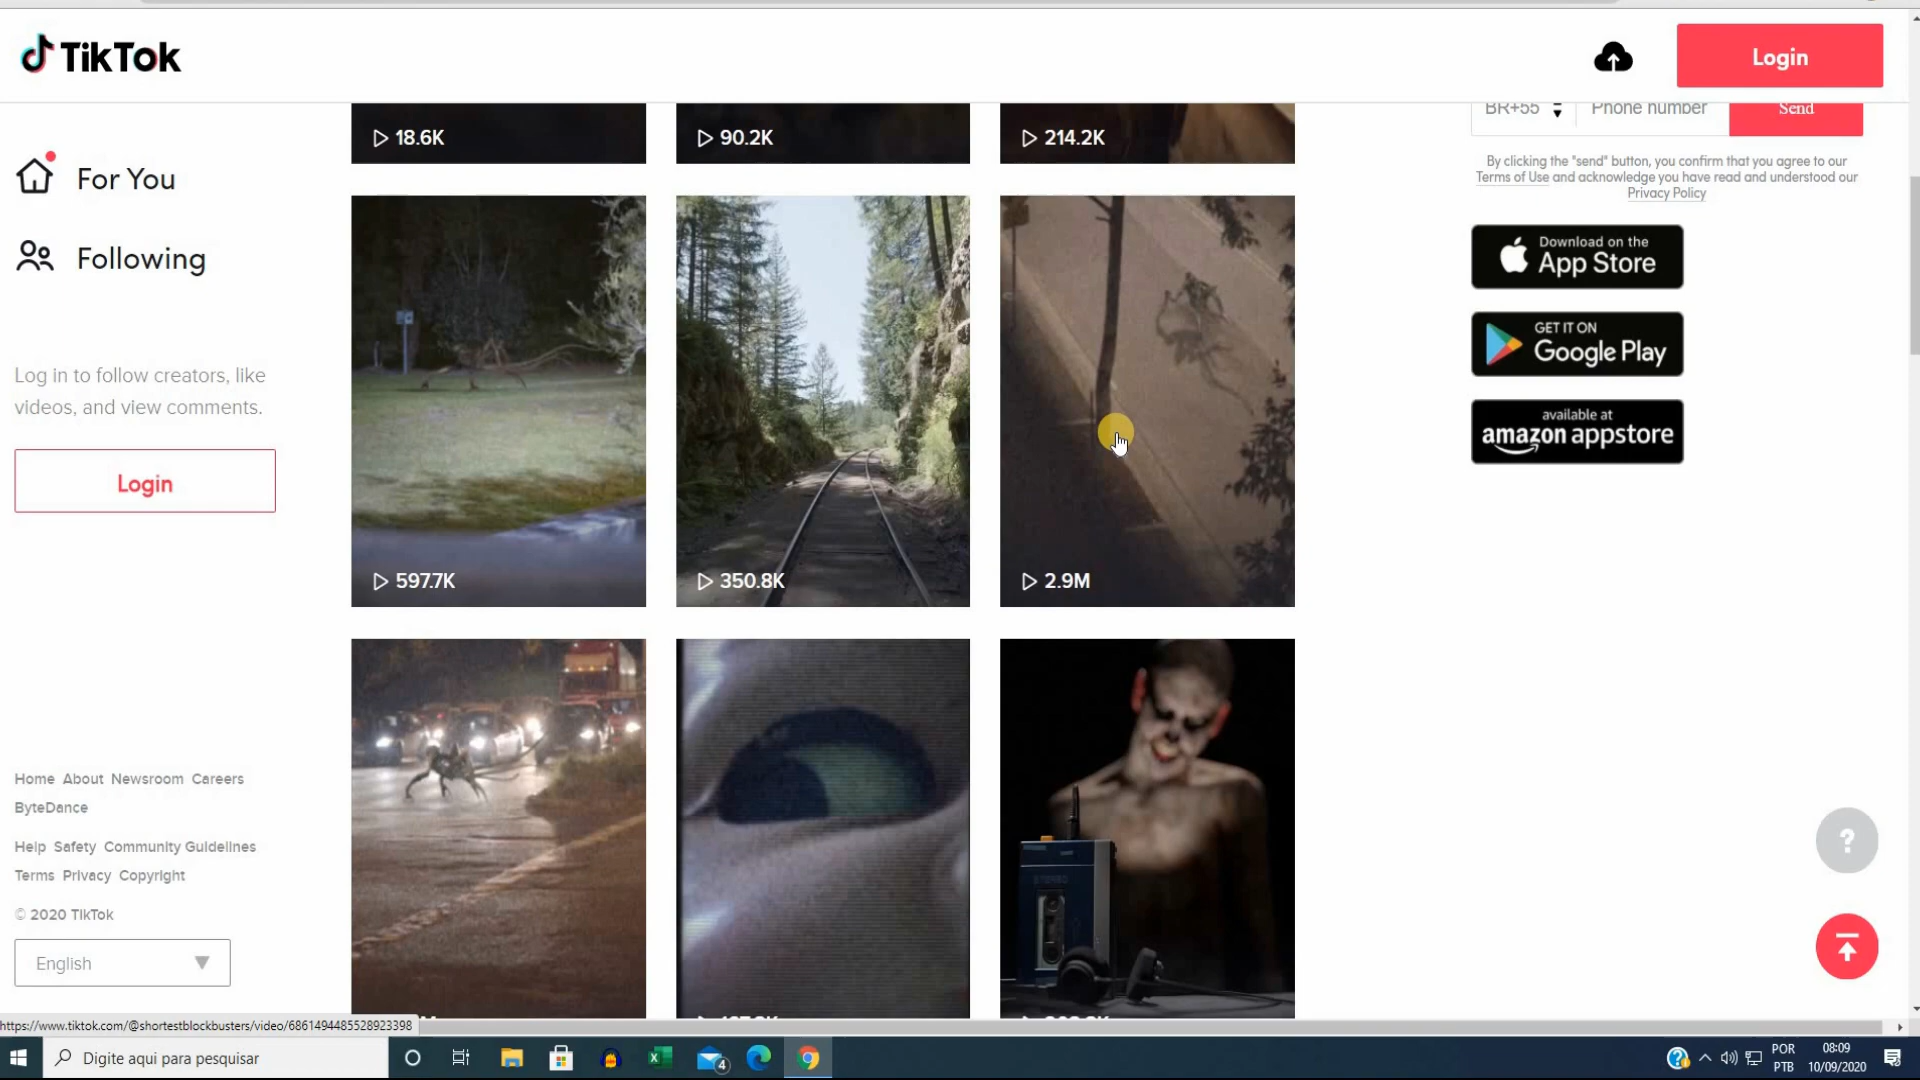 TikTok
Login
18.6K
90.2K
214.2K
BR+55
Phone number
Send
For You
Following
By clicking the "send" button, you confirm that you agree to our
Terms of Use and acknowledge you have read and understood our
Privacy Policy
Download on the
App Store
GET IT ON
Google Play
available at
amazon appstore
Log in to follow creators, like
videos, and view comments.
Login
597.7K
350.8K
2.9M
Home About Newsroom Careers
ByteDance
Help Safety Community Guidelines
Terms Privacy Copyright
© 2020 TikTok
English
STEREO
?
https://www.tiktok.com/@shortestblockbusters/video/6861494485528923398
Digite aqui para pesquisar
4
POR
PTB
08:09
10/09/2020